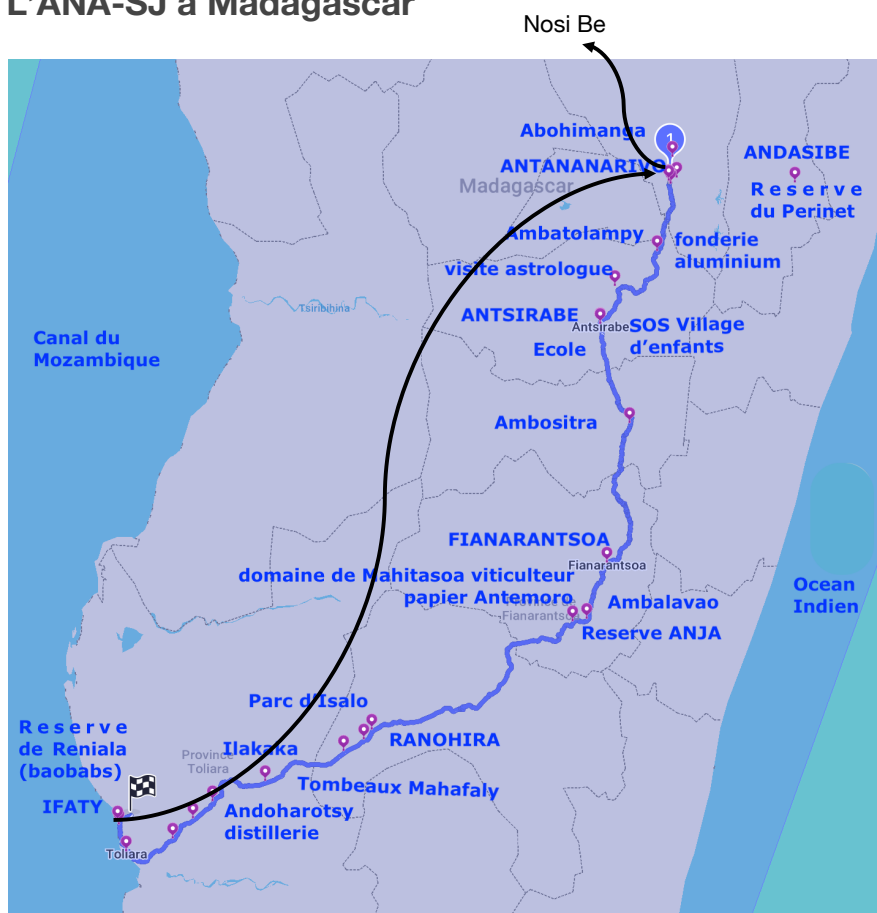 L'ANA-SJ à Madagascar
Nosi Be
Abohimanga
1
ANTANANARIVO
ANDASIBE
Madagascar
Reserve
du Perinet
Ambatolampy
fonderie
aluminium
visite astrologue
Tsiribihina
ANTSIRABE
Antsirabe
SOS Village
d'enfants
Canal du
Mozambique
Ecole
Ambositra
FIANARANTSOA
Fianarantsoa
domaine de Mahitasoa viticulteur
papier Antemoro
Province de
Fianarantsoa
Ambalavao
Ocean
Indien
Reserve ANJA
Parc d'Isalo
Reserve
de Reniala
(baobabs)
RANOHIRA
Ilakaka
Province
Toliara
Tombeaux Mahafaly
IFATY
Andoharotsy
distillerie
Toliara